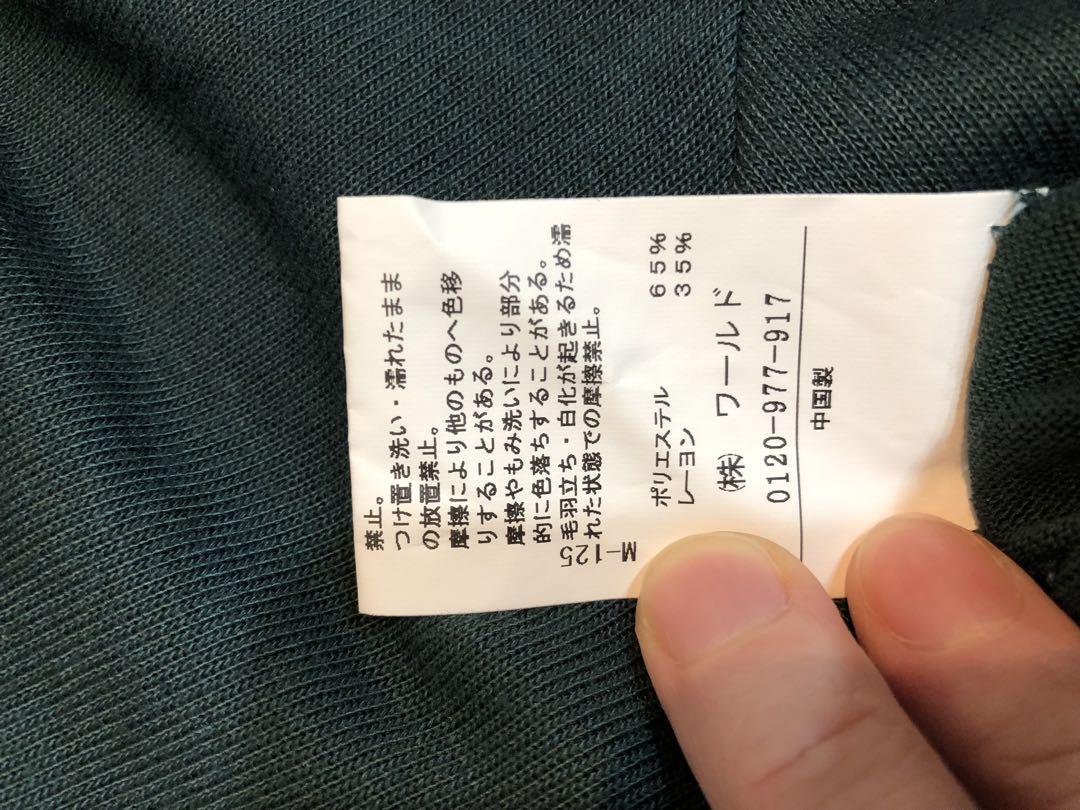 禁止。
つけ置き洗い・濡れたまま
の放置禁止。
摩擦により他のものへ色移
りすることがある。
摩擦やもみ洗いにより部分
的に色落ちすることがある。
毛羽立ち・白化が起きるため濡
れた状態での摩擦禁止。
ポリエステル 65%
レーヨン 35%
(株) ワールド
0120-977-917
中国製